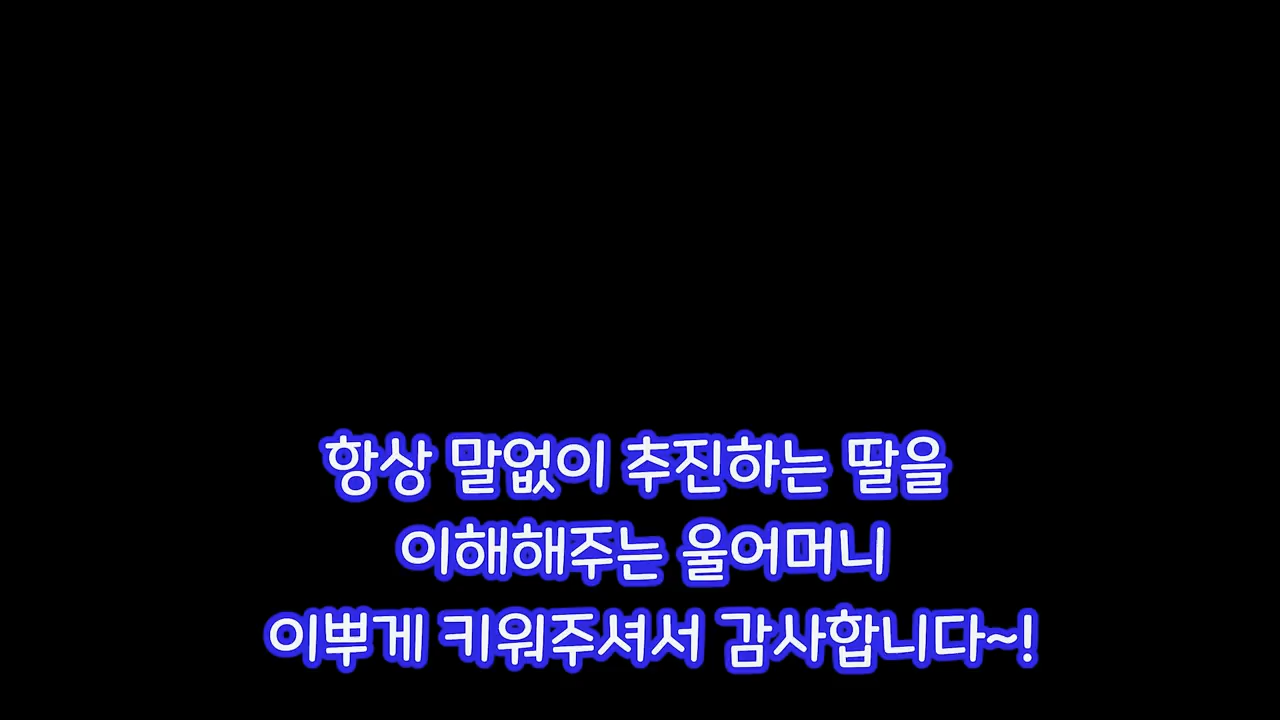 항상 말없이 추진하는 딸을
이해해주는 울어머니
이쁘게 키워주셔서 감사합니다~!